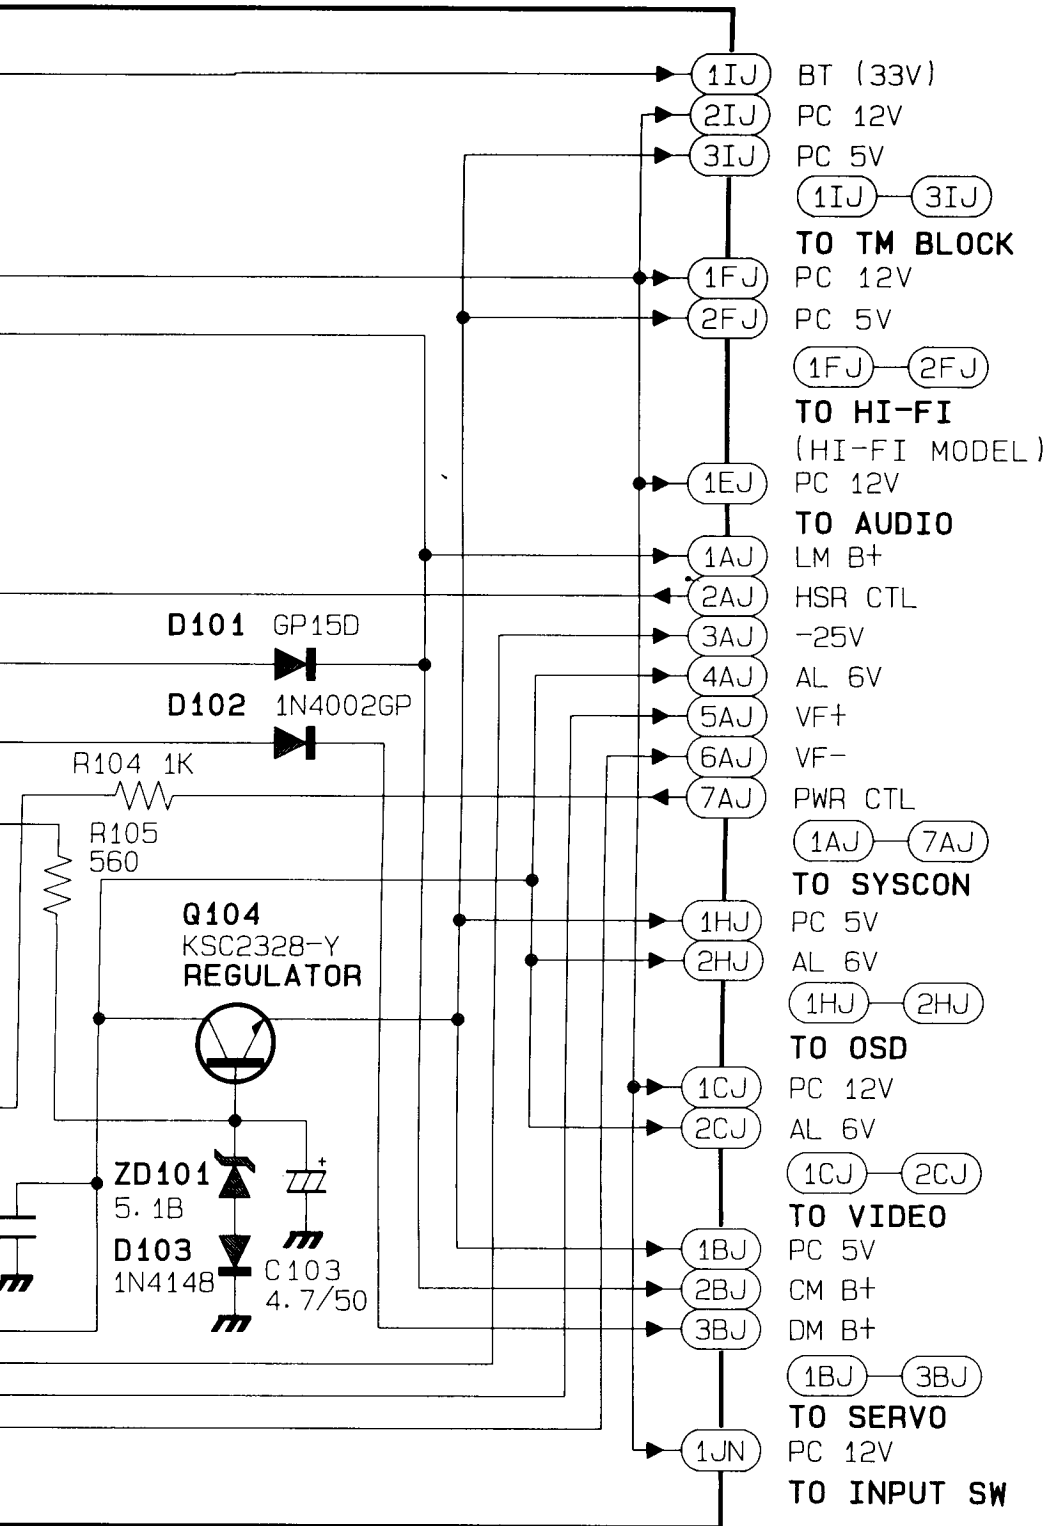 1IJ BT (33V)
2IJ PC 12V
3IJ PC 5V
1IJ 3IJ
TO TM BLOCK
1FJ PC 12V
2FJ PC 5V
1FJ 2FJ
TO HI-FI
(HI-FI MODEL)
1EJ PC 12V
TO AUDIO
1AJ LM B+
2AJ HSR CTL
D101 GP15D
3AJ -25V
4AJ AL 6V
D102 1N4002GP
5AJ VF+
6AJ VF-
R104 1K
7AJ PWR CTL
R105
560
1AJ 7AJ
TO SYSCON
Q104
KSC2328-Y
REGULATOR
1HJ PC 5V
2HJ AL 6V
1HJ 2HJ
TO OSD
1CJ PC 12V
2CJ AL 6V
ZD101
5.1B
+
1CJ 2CJ
TO VIDEO
D103
1N4148
C103
4.7/50
1BJ PC 5V
2BJ CM B+
3BJ DM B+
1BJ 3BJ
TO SERVO
1JN PC 12V
TO INPUT SW